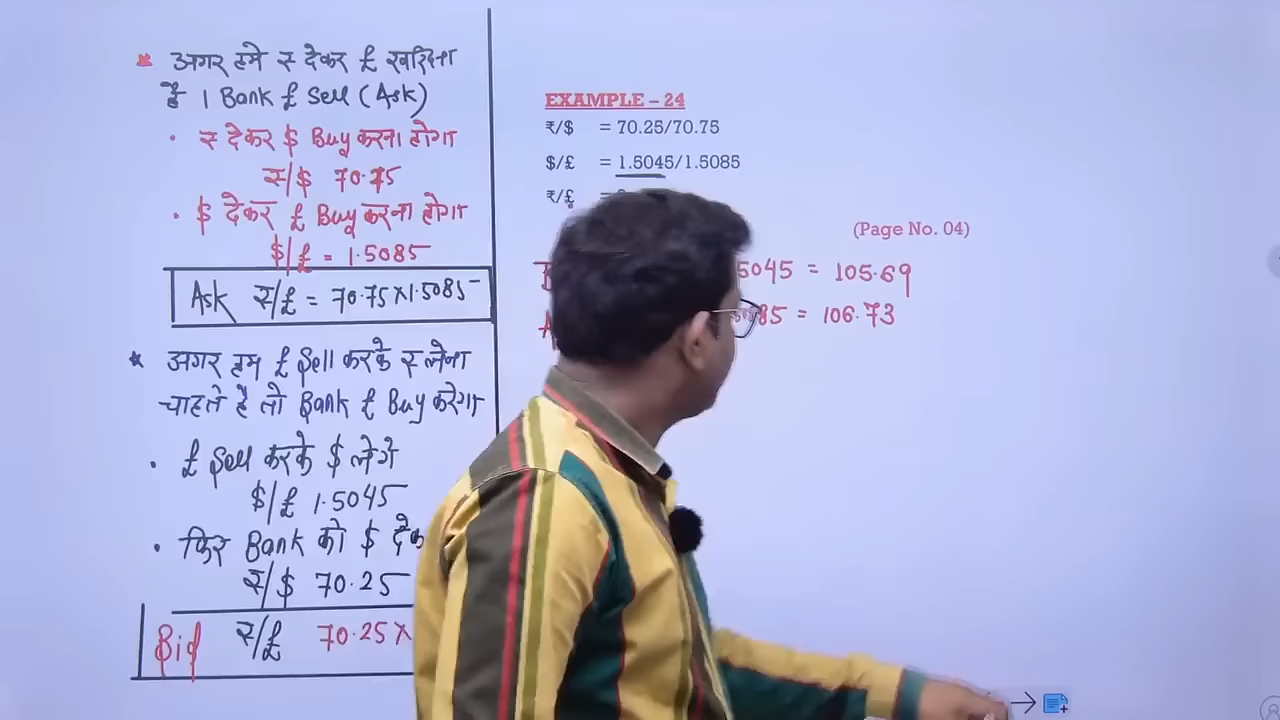 * अगर हमे ₹ देकर £ खरिदना
है । Bank £ Sell (Ask)
• ₹ देकर $ Buy करना होगा
₹/$ 70.75
• $ देकर £ Buy करना होगा
$/£ = 1.5085
Ask ₹/£ = 70.75×1.5085
* अगर हम £ Sell करके ₹ लेना
चाहते है तो Bank £ Buy करेगा
• £ Sell करके $ लेंगे
$/£ 1.5045
• फिर Bank को $
₹/$ 70.25
Bid ₹/£ 70.25×
EXAMPLE – 24
₹/$ = 70.25/70.75
$/£ = 1.5045/1.5085
₹/£ =
(Page No. 04)
5045 = 105.69
85 = 106.73